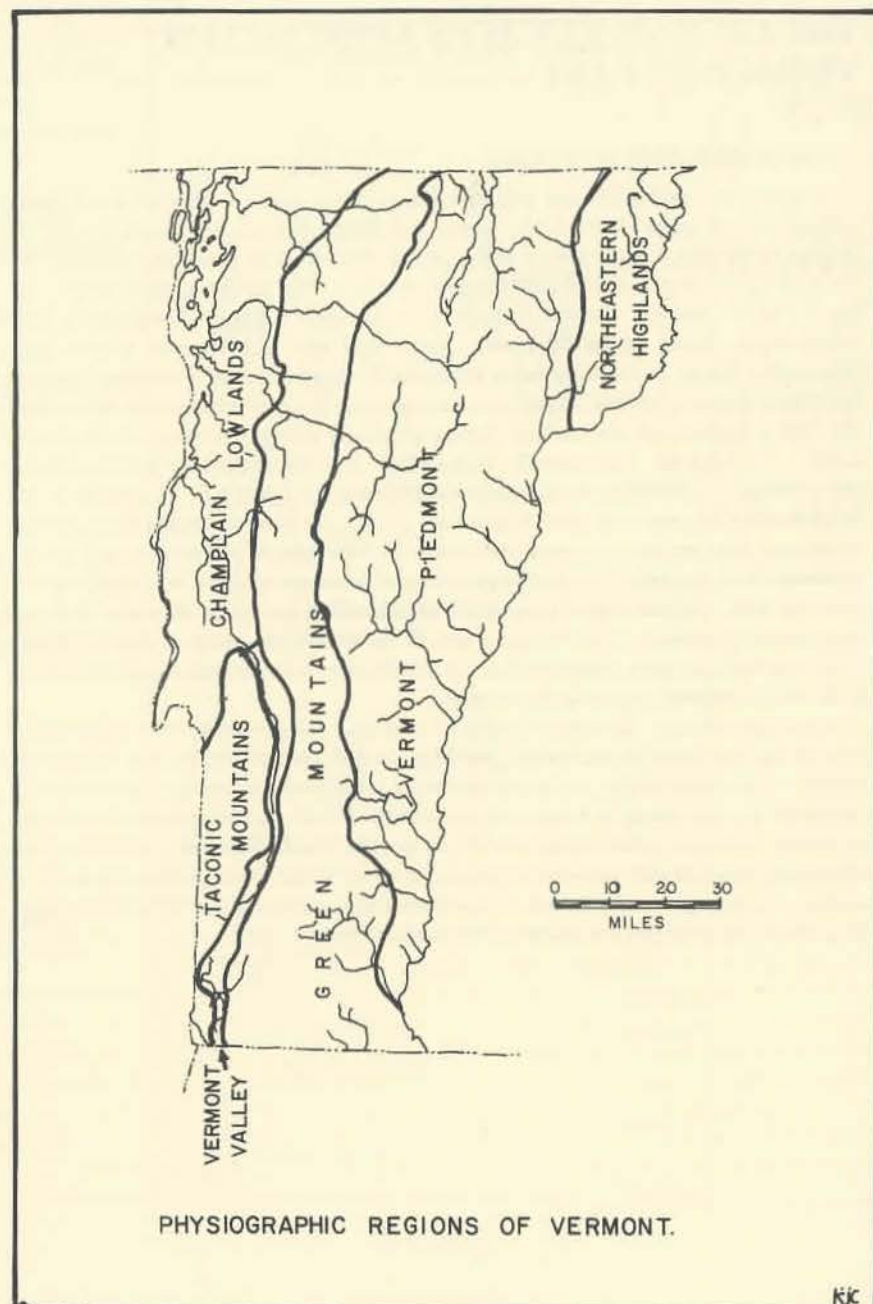 NORTHEASTERN
HIGHLANDS
CHAMPLAIN LOWLANDS
VERMONT PIEDMONT
GREEN MOUNTAINS
TACONIC
MOUNTAINS
0 10 20 30
MILES
VERMONT
VALLEY
PHYSIOGRAPHIC REGIONS OF VERMONT.